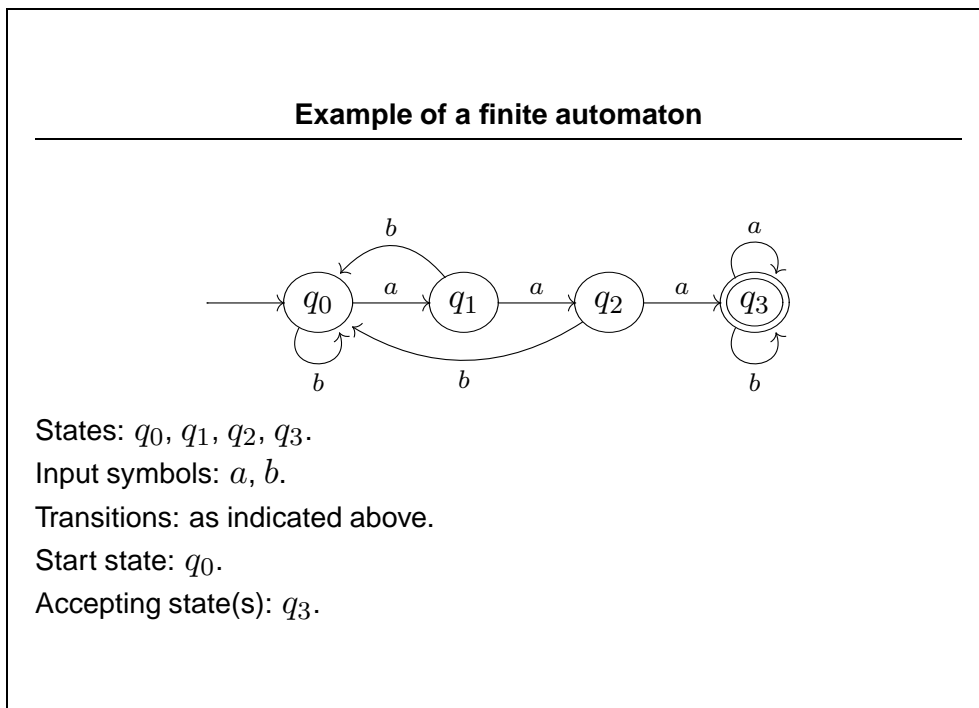 Example of a finite automaton
b
a
q₀ a q₁ a q₂ a q₃
b
b
b
States: q₀, q₁, q₂, q₃.
Input symbols: a, b.
Transitions: as indicated above.
Start state: q₀.
Accepting state(s): q₃.